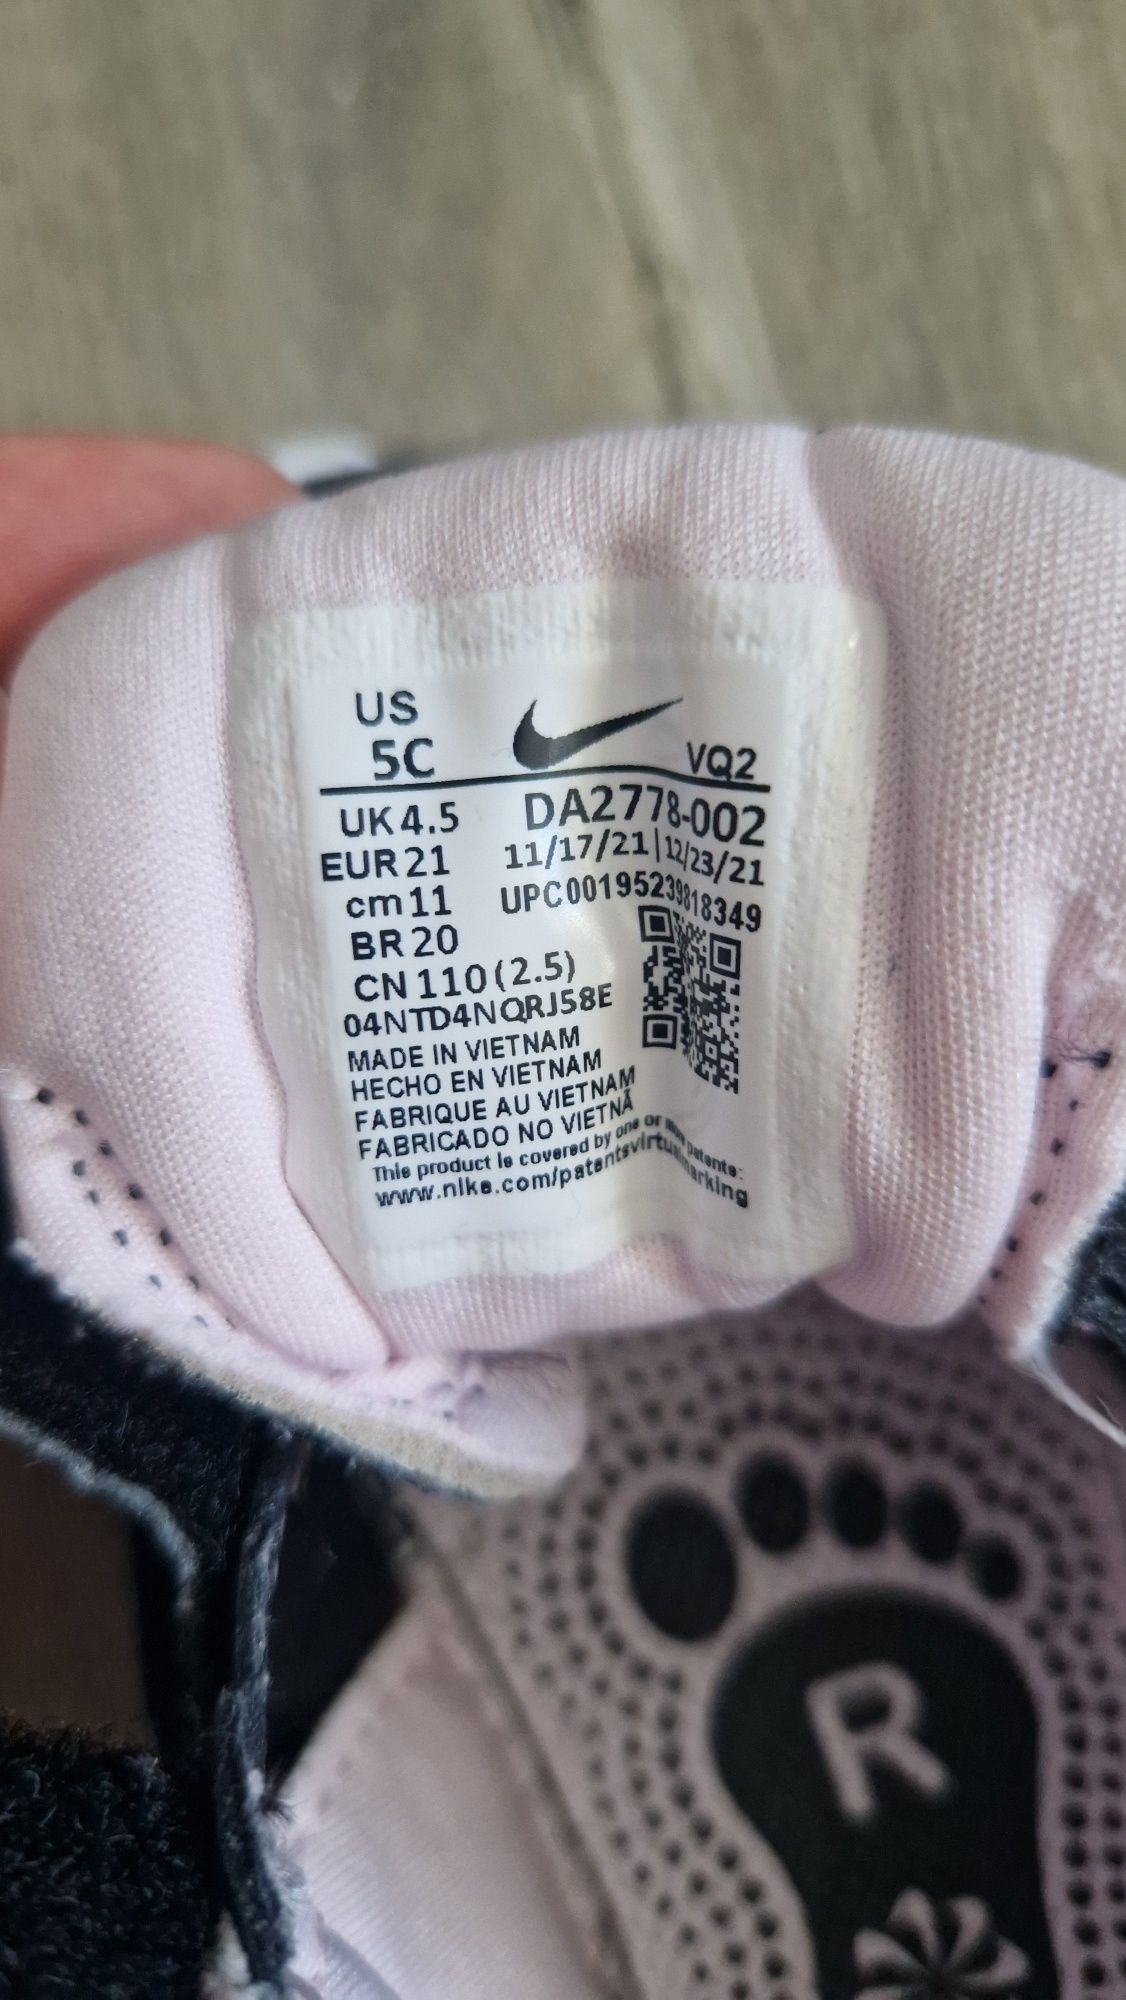 US
5C
VQ2
UK 4.5
DA2778-002
EUR 21
11/17/21|12/23/21
cm 11
UPC 00195239818349
BR 20
CN 110 (2.5)
04NTD4NQRJ58E
MADE IN VIETNAM
HECHO EN VIETNAM
FABRIQUE AU VIETNAM
FABRICADO NO VIETNÃ
This product is covered by one or more patents:
www.nike.com/patentsvirtualmarking
R